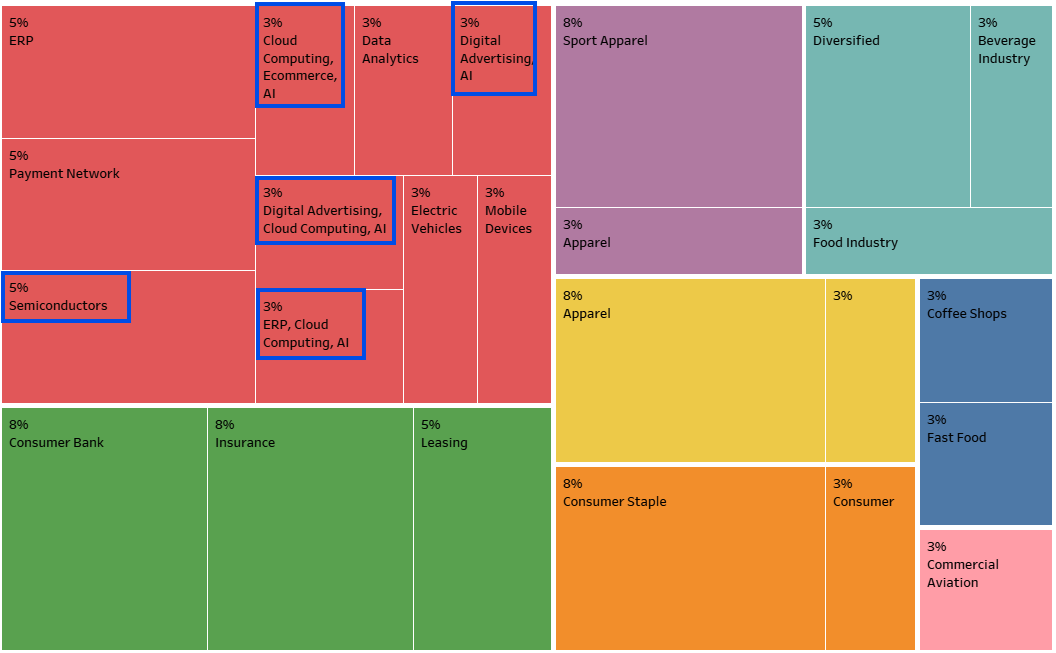 5%
ERP
3%
Cloud
Computing,
Ecommerce,
AI
3%
Data
Analytics
3%
Digital
Advertising,
AI
5%
Payment Network
3%
Digital Advertising,
Cloud Computing, AI
3%
Electric
Vehicles
3%
Mobile
Devices
5%
Semiconductors
3%
ERP, Cloud
Computing, AI
8%
Consumer Bank
8%
Insurance
5%
Leasing
8%
Sport Apparel
3%
Apparel
5%
Diversified
3%
Beverage
Industry
3%
Food Industry
8%
Apparel
3%
8%
Consumer Staple
3%
Consumer
3%
Coffee Shops
3%
Fast Food
3%
Commercial
Aviation